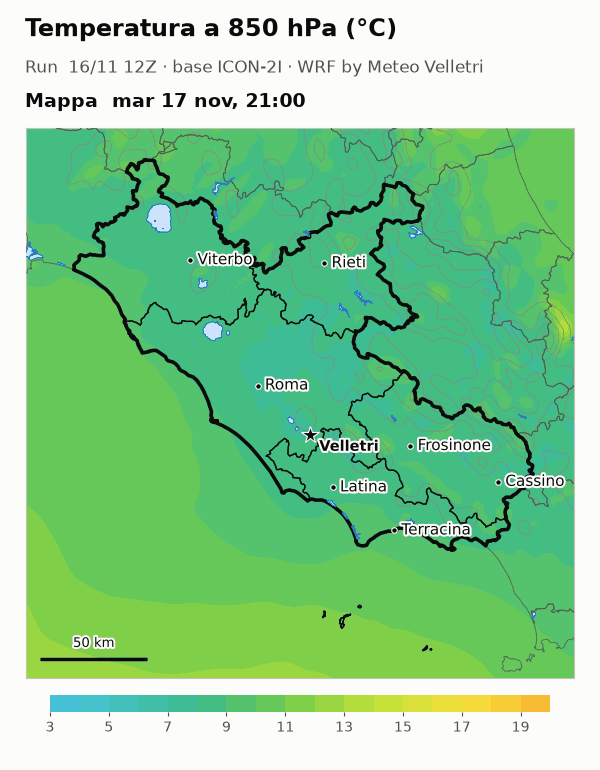 Temperatura a 850 hPa (°C)
Run  16/11 12Z · base ICON-2I · WRF by Meteo Velletri
Mappa  mar 17 nov, 21:00
Viterbo
Rieti
Roma
Velletri
Frosinone
Cassino
Latina
Terracina
50 km
3 5 7 9 11 13 15 17 19